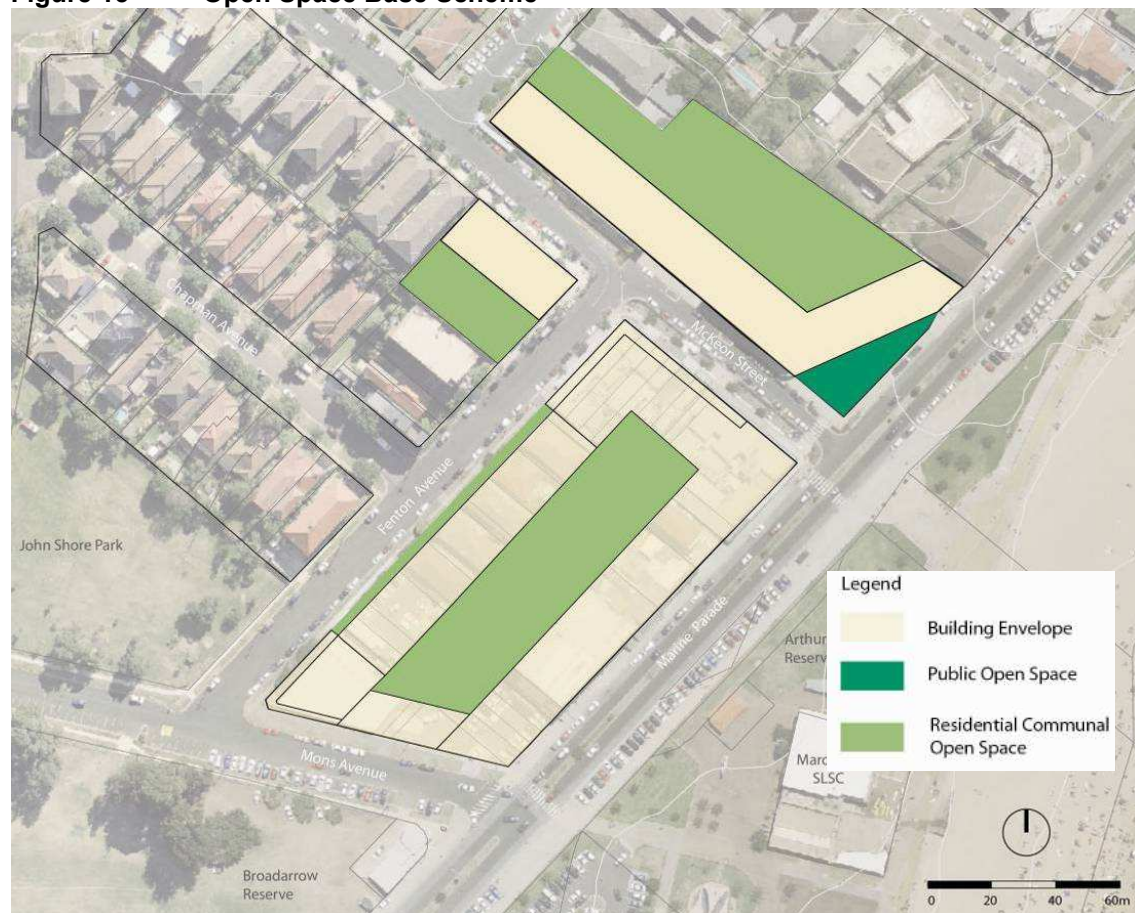 Open Space Base Scheme
Chapman Avenue
McKeon Street
Fenton Avenue
John Shore Park
Marine Parade
Mons Avenue
Broadarrow
Reserve
Arthur
SLSC
Legend
Building Envelope
Public Open Space
Residential Communal
Open Space
0 20 40 60m